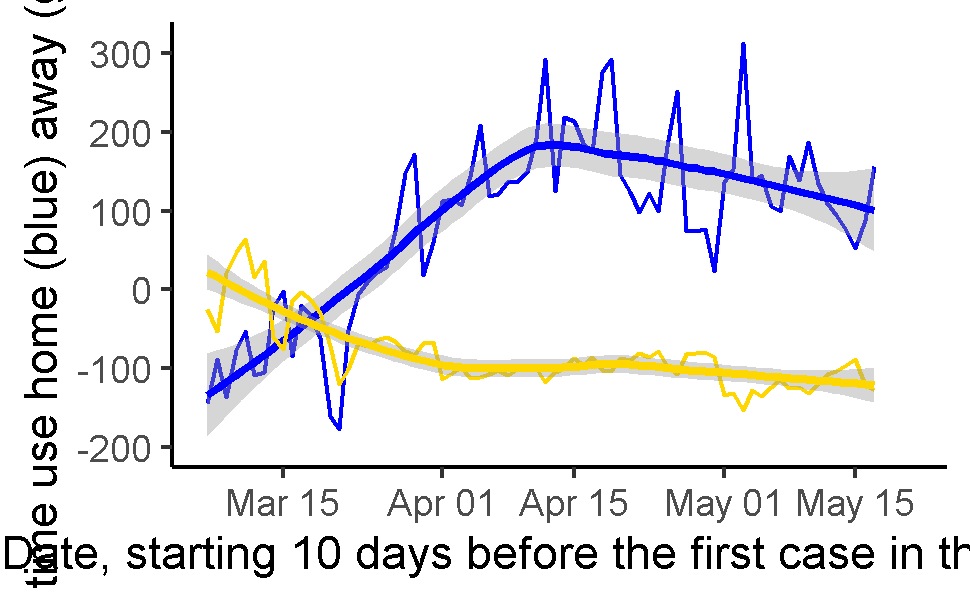 time use home (blue) away (
300
200
100
0
-100
-200
Mar 15 Apr 01 Apr 15 May 01 May 15
Date, starting 10 days before the first case in th